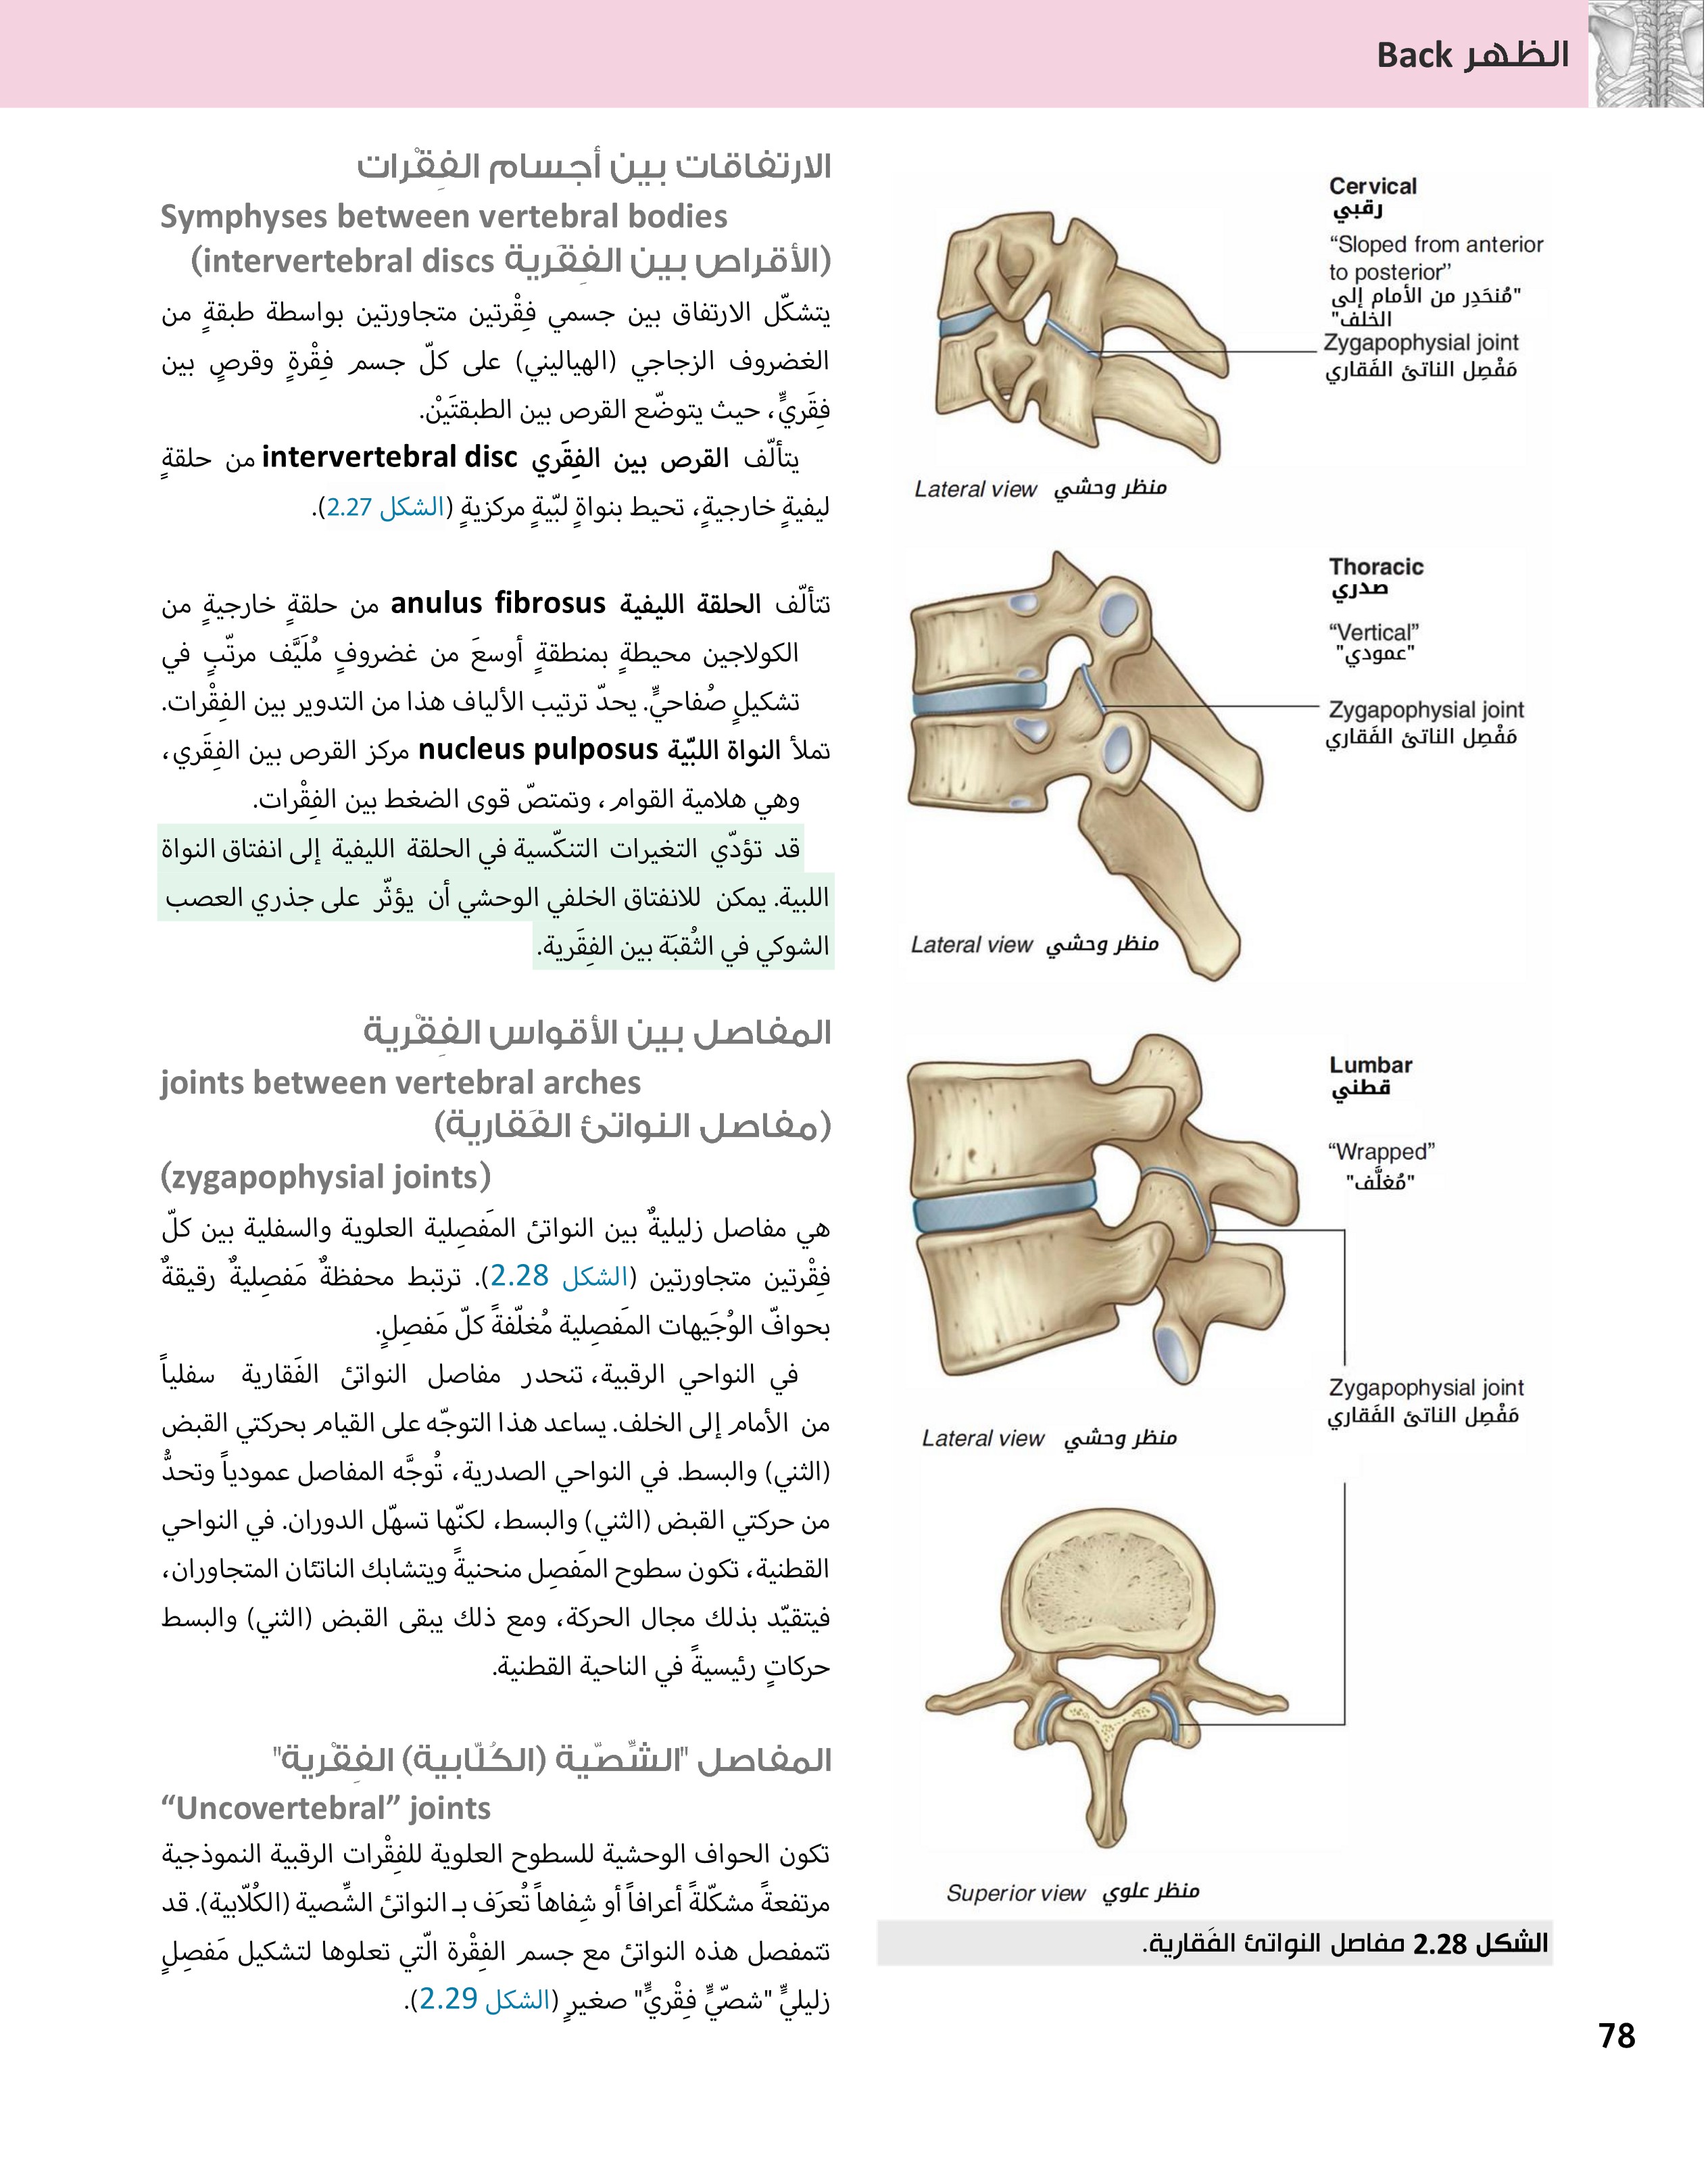 الظهر Back
Cervical
رقبي
“Sloped from anterior
to posterior’’
"مُنحَدِر من الأمام إلى
الخلف"
Zygapophysial joint
مَفْصِل الناتئ الفَقاري
Lateral view منظر وحشي
Thoracic
صدري
“Vertical”
"عمودي"
Zygapophysial joint
مَفْصِل الناتئ الفَقاري
Lateral view منظر وحشي
Lumbar
قطني
“Wrapped”
"مُغلَّف"
Zygapophysial joint
مَفْصِل الناتئ الفَقاري
Lateral view منظر وحشي
Superior view منظر علوي
الشكل 2.28 مفاصل النواتئ الفَقارية.
الارتفاقات بين أجسام الفِقْرات
Symphyses between vertebral bodies
(الأقراص بين الفِقَرية intervertebral discs)
يتشكّل الارتفاق بين جسمي فِقْرتين متجاورتين بواسطة طبقةٍ من
الغضروف الزجاجي (الهياليني) على كلّ جسم فِقْرةٍ وقرصٍ بين
فِقَريٍّ، حيث يتوضّع القرص بين الطبقتَيْن.
يتألّف القرص بين الفِقَري intervertebral disc من حلقةٍ
ليفيةٍ خارجيةٍ، تحيط بنواةٍ لبّيةٍ مركزيةٍ (الشكل 2.27).
تتألّف الحلقة الليفية anulus fibrosus من حلقةٍ خارجيةٍ من
الكولاجين محيطةٍ بمنطقةٍ أوسعَ من غضروفٍ مُلَيَّف مرتّبٍ في
تشكيلٍ صُفاحيٍّ. يحدّ ترتيب الألياف هذا من التدوير بين الفِقْرات.
تملأ النواة اللبّية nucleus pulposus مركز القرص بين الفِقَري،
وهي هلامية القوام، وتمتصّ قوى الضغط بين الفِقْرات.
قد تؤدّي التغيرات التنكّسية في الحلقة الليفية إلى انفتاق النواة
اللبية. يمكن للانفتاق الخلفي الوحشي أن يؤثّر على جذري العصب
الشوكي في الثُقبَة بين الفِقَرية.
المفاصل بين الأقواس الفِقْرية
joints between vertebral arches
(مفاصل النواتئ الفَقارية)
(zygapophysial joints)
هي مفاصل زليليةٌ بين النواتئ المَفصِلية العلوية والسفلية بين كلّ
فِقْرتين متجاورتين (الشكل 2.28). ترتبط محفظةٌ مَفصِليةٌ رقيقةٌ
بحوافّ الوُجَيهات المَفصِلية مُغلّفةً كلّ مَفصِلٍ.
في النواحي الرقبية، تنحدر مفاصل النواتئ الفَقارية سفلياً
من الأمام إلى الخلف. يساعد هذا التوجّه على القيام بحركتي القبض
(الثني) والبسط. في النواحي الصدرية، تُوجَّه المفاصل عمودياً وتحدُّ
من حركتي القبض (الثني) والبسط، لكنّها تسهّل الدوران. في النواحي
القطنية، تكون سطوح المَفصِل منحنيةً ويتشابك الناتئان المتجاوران،
فيتقيّد بذلك مجال الحركة، ومع ذلك يبقى القبض (الثني) والبسط
حركاتٍ رئيسيةً في الناحية القطنية.
المفاصل "الشِّصّية (الكُلّابية) الفِقْرية"
“Uncovertebral” joints
تكون الحواف الوحشية للسطوح العلوية للفِقْرات الرقبية النموذجية
مرتفعةً مشكّلةً أعرافاً أو شِفاهاً تُعرَف بـ النواتئ الشِّصية (الكُلّابية). قد
تتمفصل هذه النواتئ مع جسم الفِقْرة الّتي تعلوها لتشكيل مَفصِلٍ
زليليٍّ "شصّيٍّ فِقْريٍّ" صغيرٍ (الشكل 2.29).
78